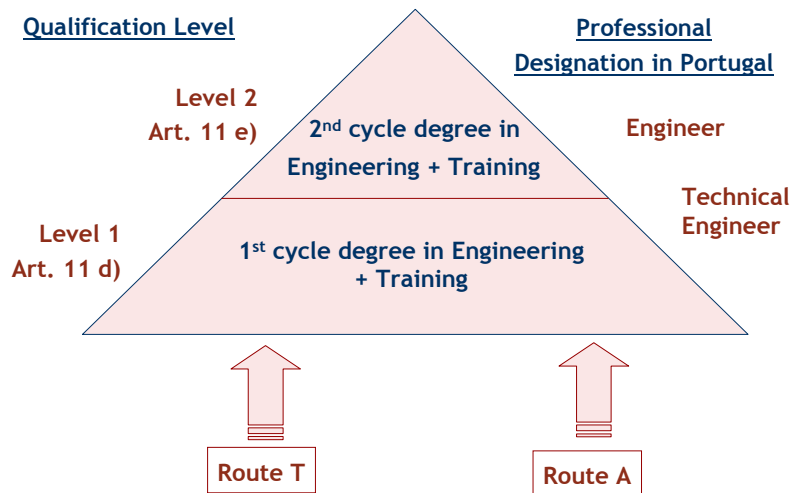 Qualification Level
Professional
Designation in Portugal
Level 2
Art. 11 e)
2nd cycle degree in
Engineering + Training
Engineer
Technical
Engineer
Level 1
Art. 11 d)
1st cycle degree in Engineering
+ Training
Route T
Route A